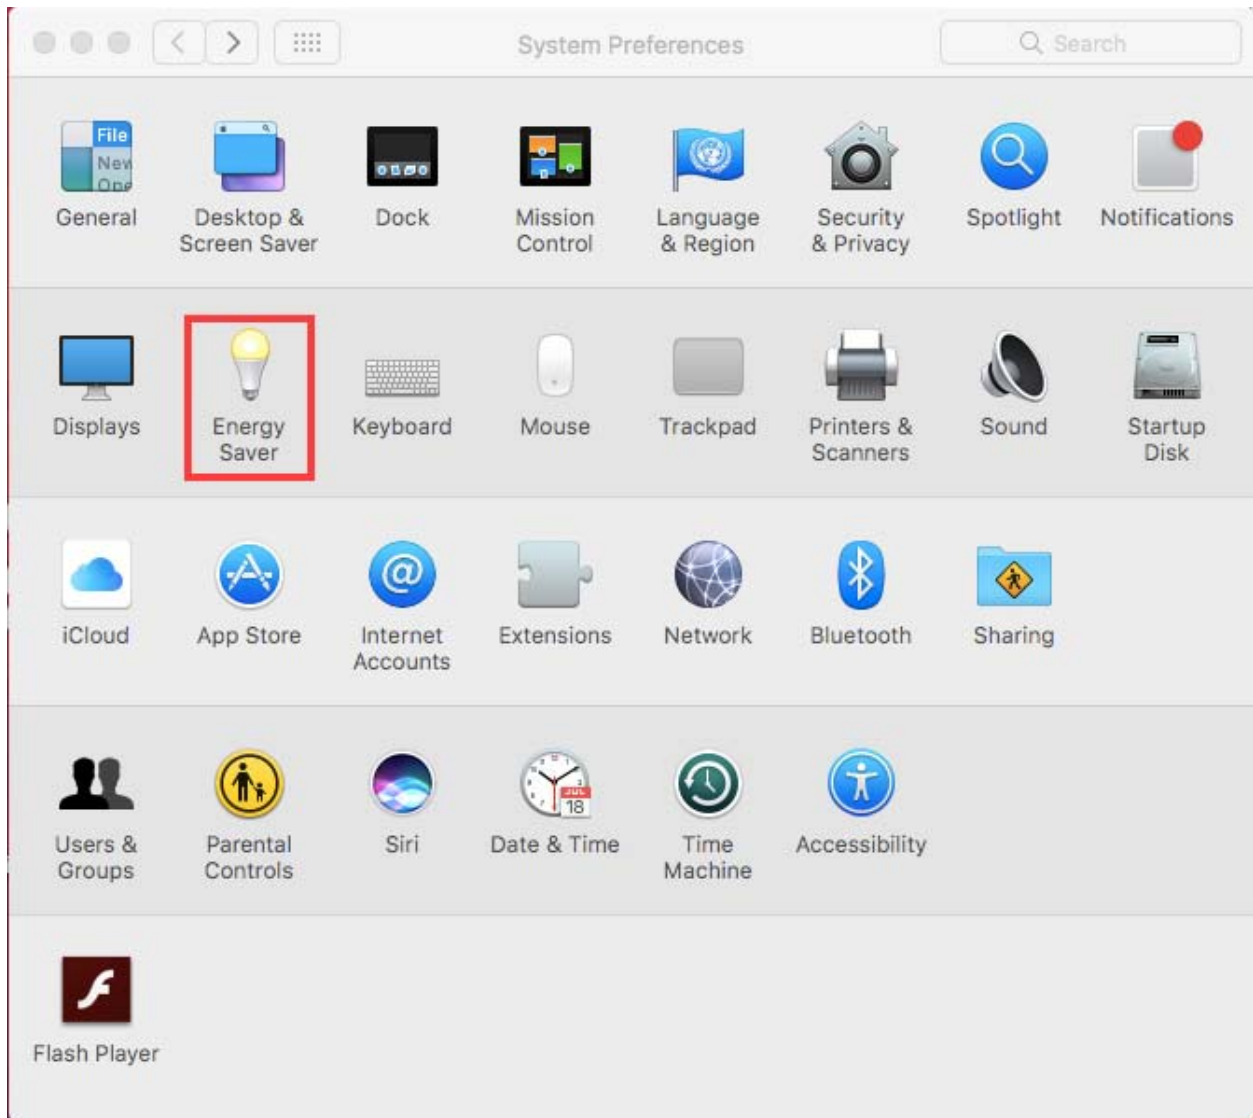 System Preferences
Search
File
New
Ope
General
Desktop &
Screen Saver
Dock
Mission
Control
Language
& Region
Security
& Privacy
Spotlight
Notifications
Displays
Energy
Saver
Keyboard
Mouse
Trackpad
Printers &
Scanners
Sound
Startup
Disk
iCloud
App Store
@
Internet
Accounts
Extensions
Network
Bluetooth
Sharing
Users &
Groups
Parental
Controls
Siri
JUL
18
Date & Time
Time
Machine
Accessibility
Flash Player